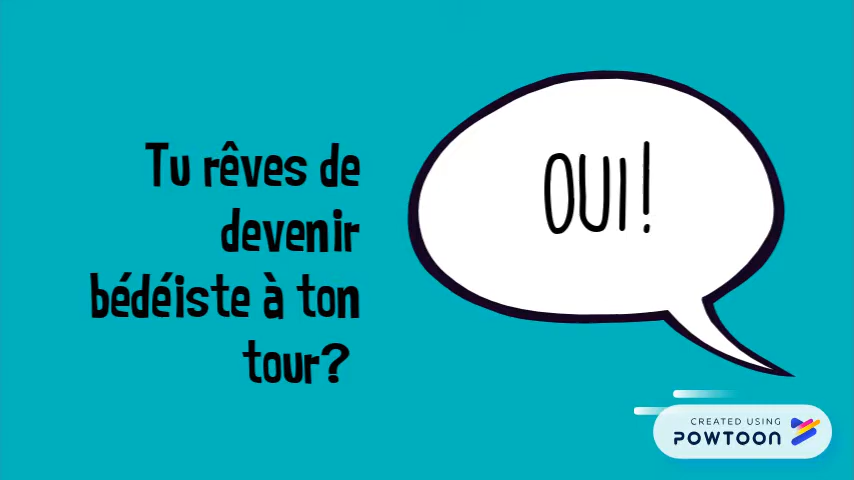 Tu rêves de
devenir
bédéiste à ton
tour?
OUI!
CREATED USING
POWTOON